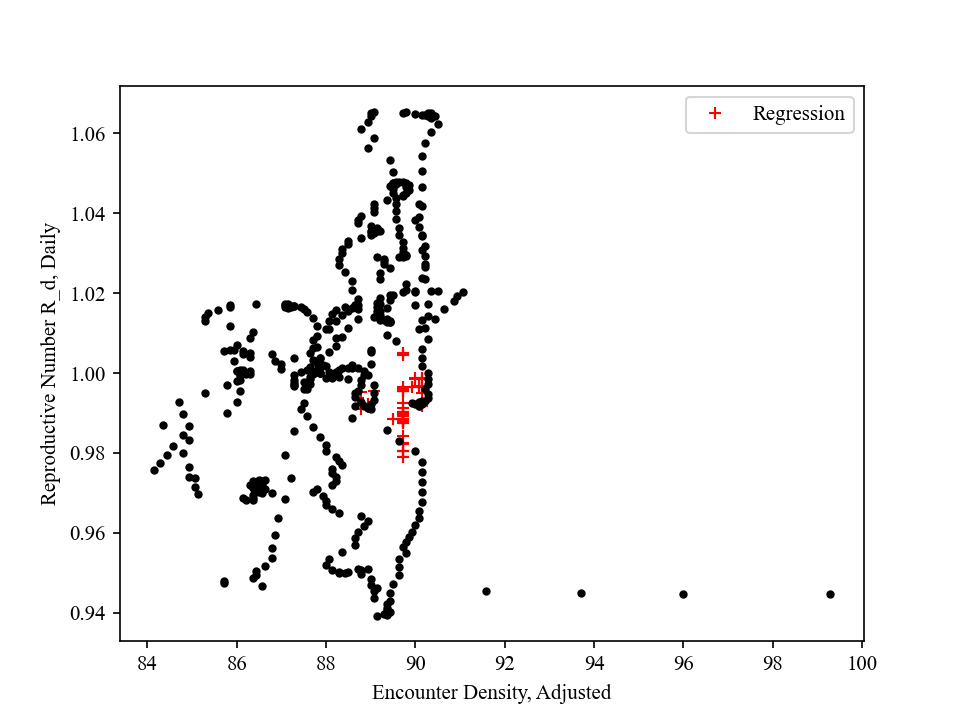 Regression
1.06
1.04
1.02
1.00
0.98
0.96
0.94
Reproductive Number R_d, Daily
84 86 88 90 92 94 96 98 100
Encounter Density, Adjusted